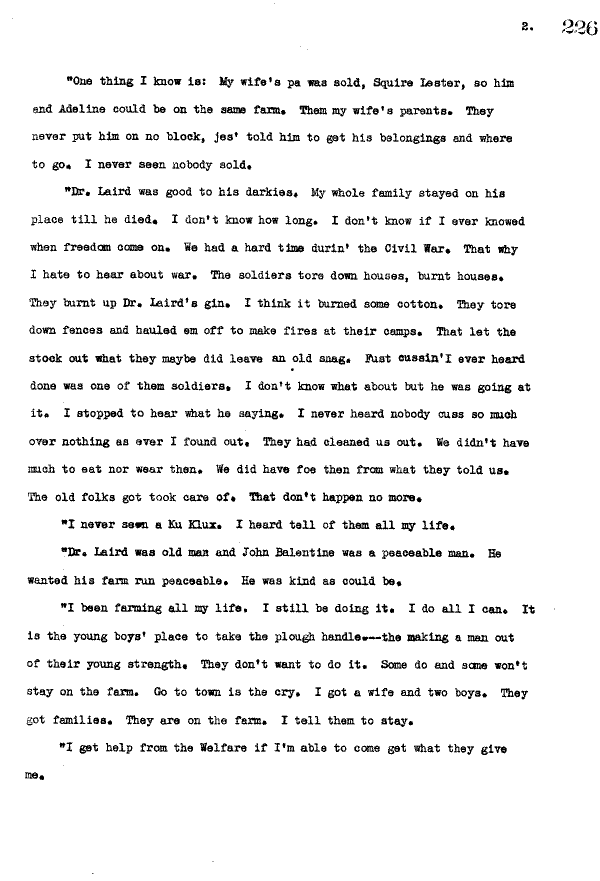 2. 226
"One thing I know is: My wife's pa was sold, Squire Lester, so him
and Adeline could be on the same farm. Them my wife's parents. They
never put him on no block, jes' told him to get his belongings and where
to go. I never seen nobody sold.
"Dr. Laird was good to his darkies. My whole family stayed on his
place till he died. I don't know how long. I don't know if I ever knowed
when freedom come on. We had a hard time durin' the Civil War. That why
I hate to hear about war. The soldiers tore down houses, burnt houses.
They burnt up Dr. Laird's gin. I think it burned some cotton. They tore
down fences and hauled em off to make fires at their camps. That let the
stock out what they maybe did leave an old snag. Fust cussin' I ever heard
done was one of them soldiers. I don't know what about but he was going at
it. I stopped to hear what he saying. I never heard nobody cuss so much
over nothing as ever I found out. They had cleaned us out. We didn't have
much to eat nor wear then. We did have foe then from what they told us.
The old folks got took care of. That don't happen no more.
"I never seen a Ku Klux. I heard tell of them all my life.
"Dr. Laird was old man and John Balentine was a peaceable man. He
wanted his farm run peaceable. He was kind as could be.
"I been farming all my life. I still be doing it. I do all I can. It
is the young boys' place to take the plough handle.--the making a man out
of their young strength. They don't want to do it. Some do and some won't
stay on the farm. Go to town is the cry. I got a wife and two boys. They
got families. They are on the farm. I tell them to stay.
"I get help from the Welfare if I'm able to come get what they give
me.